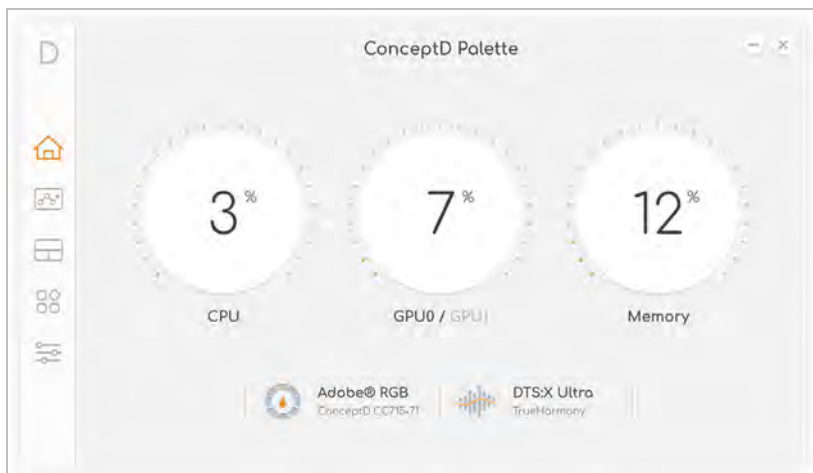 D
ConceptD Palette
3 %
7 %
12 %
CPU
GPU0 / GPU1
Memory
Adobe® RGB
ConceptD CC715-71
DTS:X Ultra
TrueHarmony